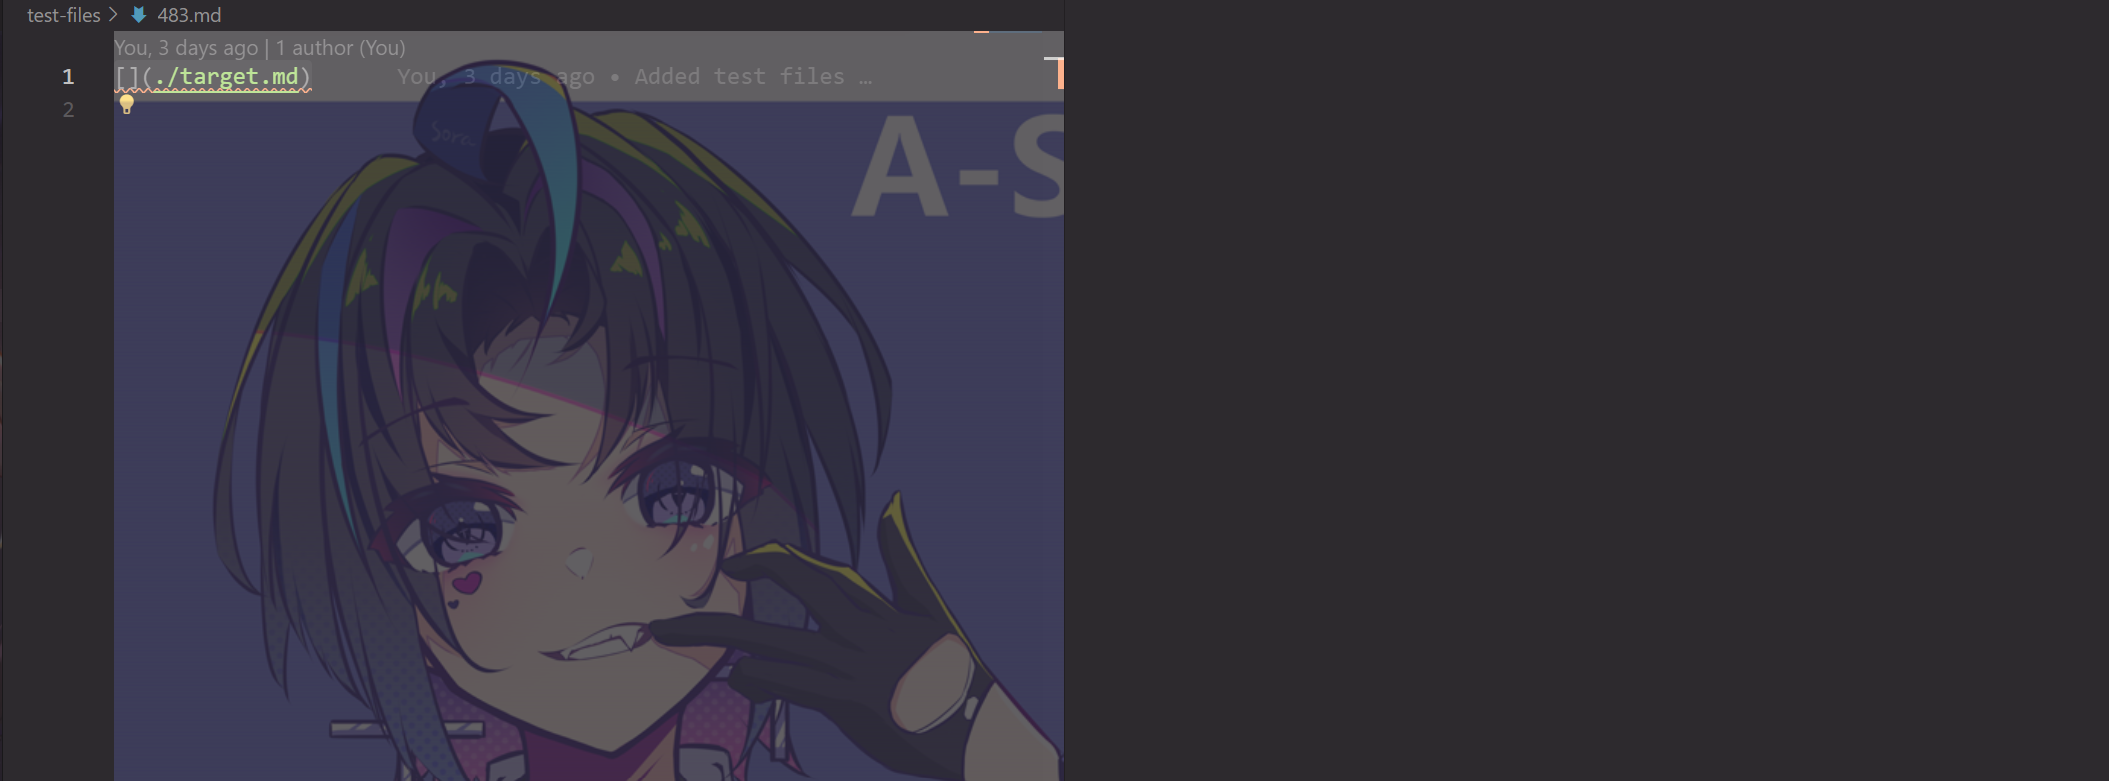 test-files > 483.md
You, 3 days ago | 1 author (You)
1 [](./target.md) You, 3 days ago • Added test files …
2
Sora
A-S